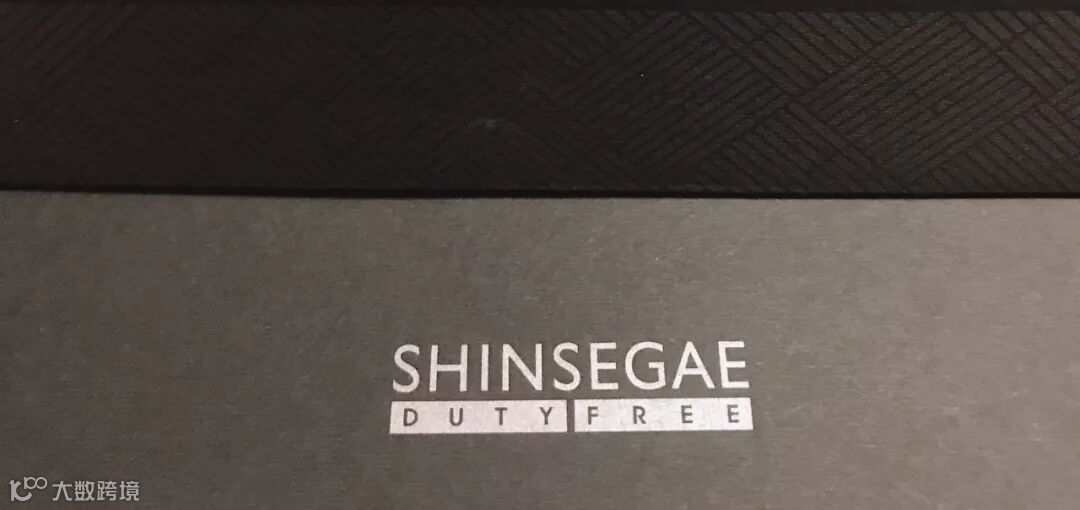 SHINSEGAE
DUTY FREE
大数跨境